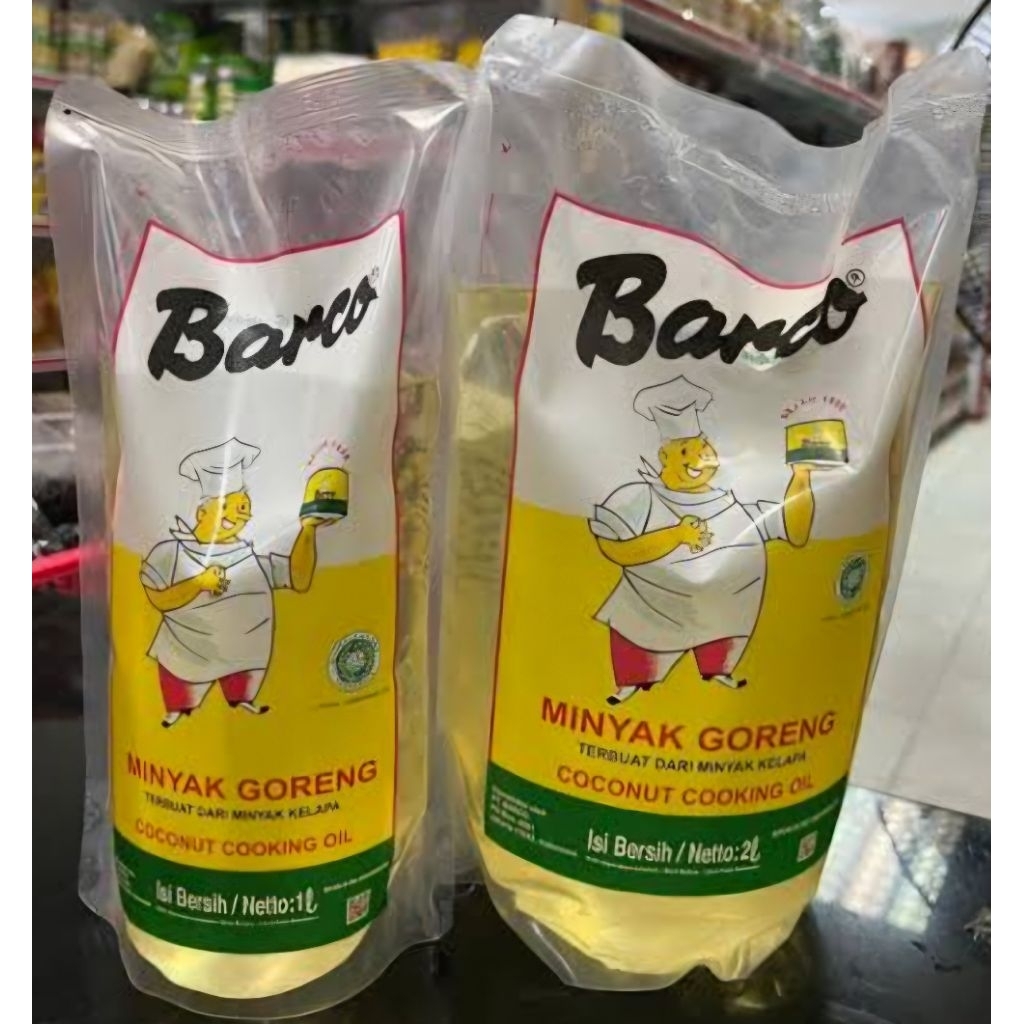 Barco
MINYAK GORENG
TERBUAT DARI MINYAK KELAPA
COCONUT COOKING OIL
Isi Bersih / Netto:1ℓ
Barco®
MINYAK GORENG
TERBUAT DARI MINYAK KELAPA
COCONUT COOKING OIL
Isi Bersih / Netto:2ℓ